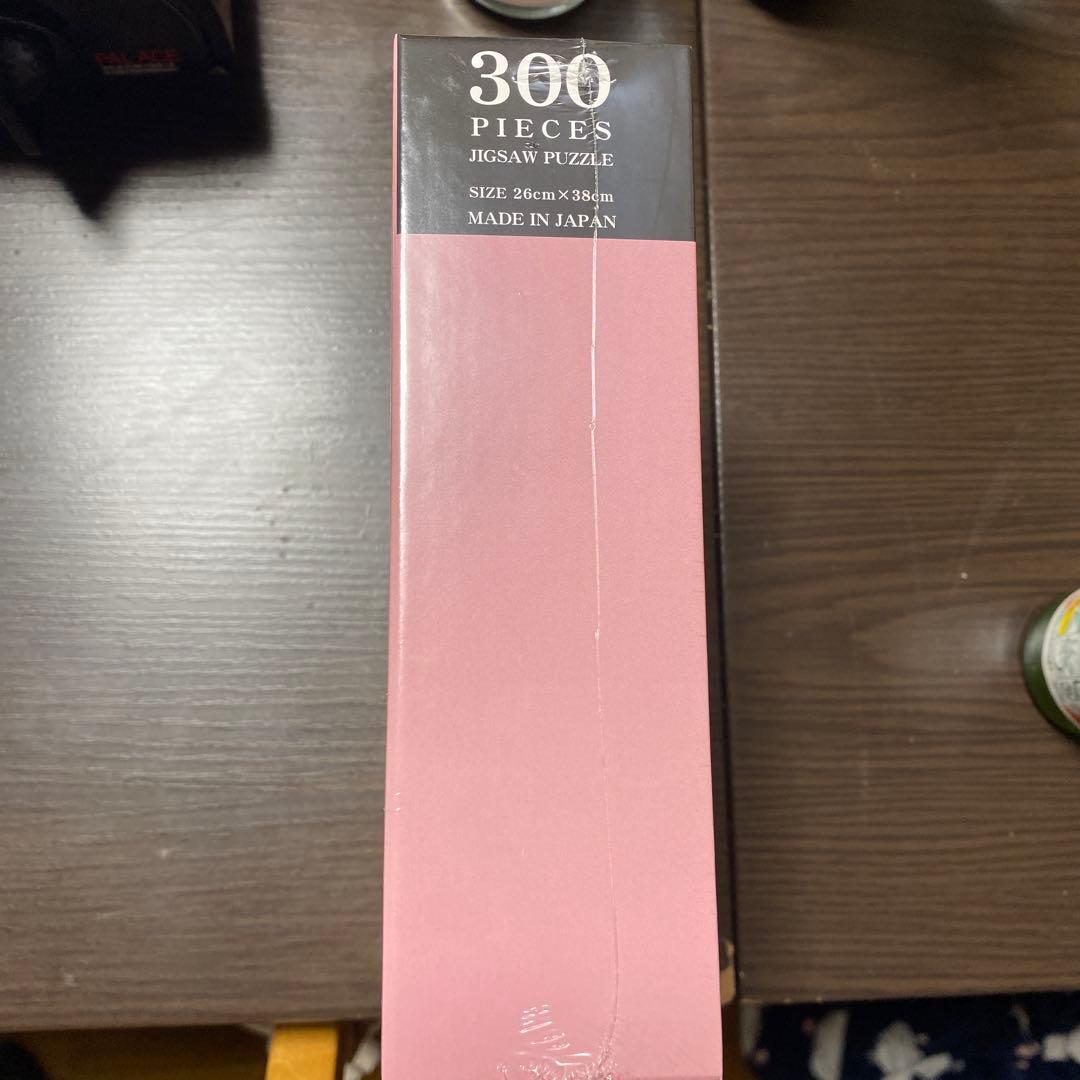 PALACE
300
PIECES
JIGSAW PUZZLE
SIZE 26cm×38cm
MADE IN JAPAN